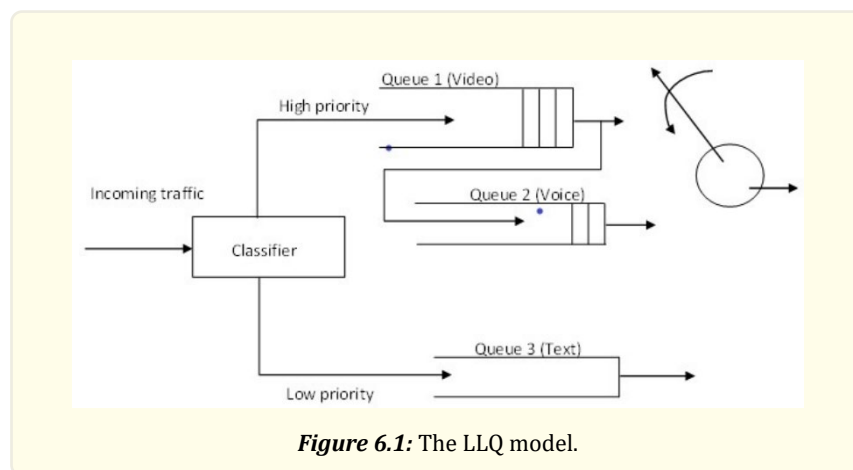 Queue 1 (Video)
High priority
Incoming traffic
Queue 2 (Voice)
Classifier
Queue 3 (Text)
Low priority
Figure 6.1: The LLQ model.